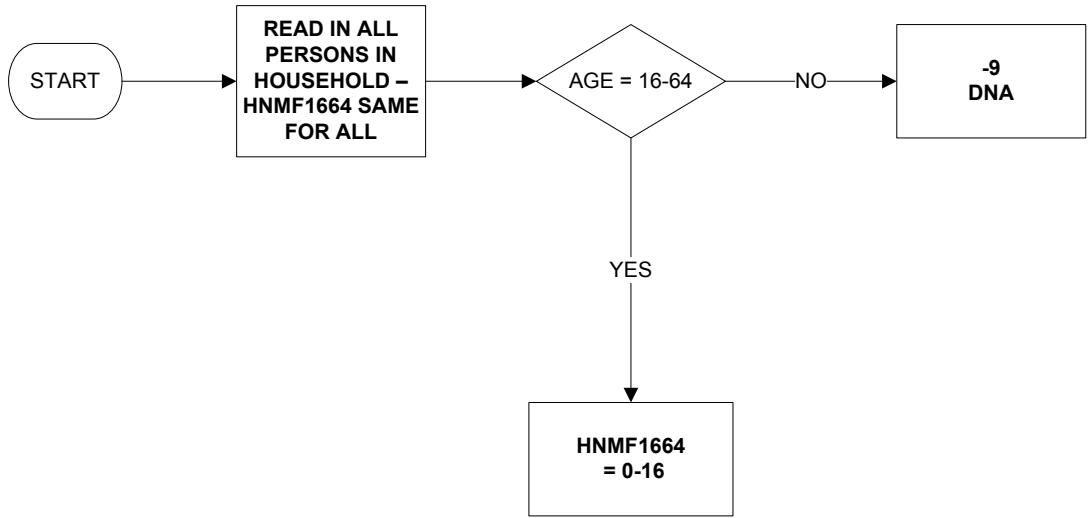 START
READ IN ALL
PERSONS IN
HOUSEHOLD –
HNMF1664 SAME
FOR ALL
AGE = 16-64
NO
-9
DNA
YES
HNMF1664
= 0-16